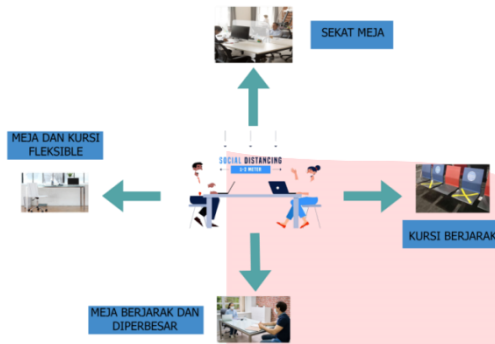 SEKAT MEJA
MEJA DAN KURSI
FLEKSIBLE
SOCIAL DISTANCING
KURSI BERJARAK
MEJA BERJARAK DAN
DIPERBESAR